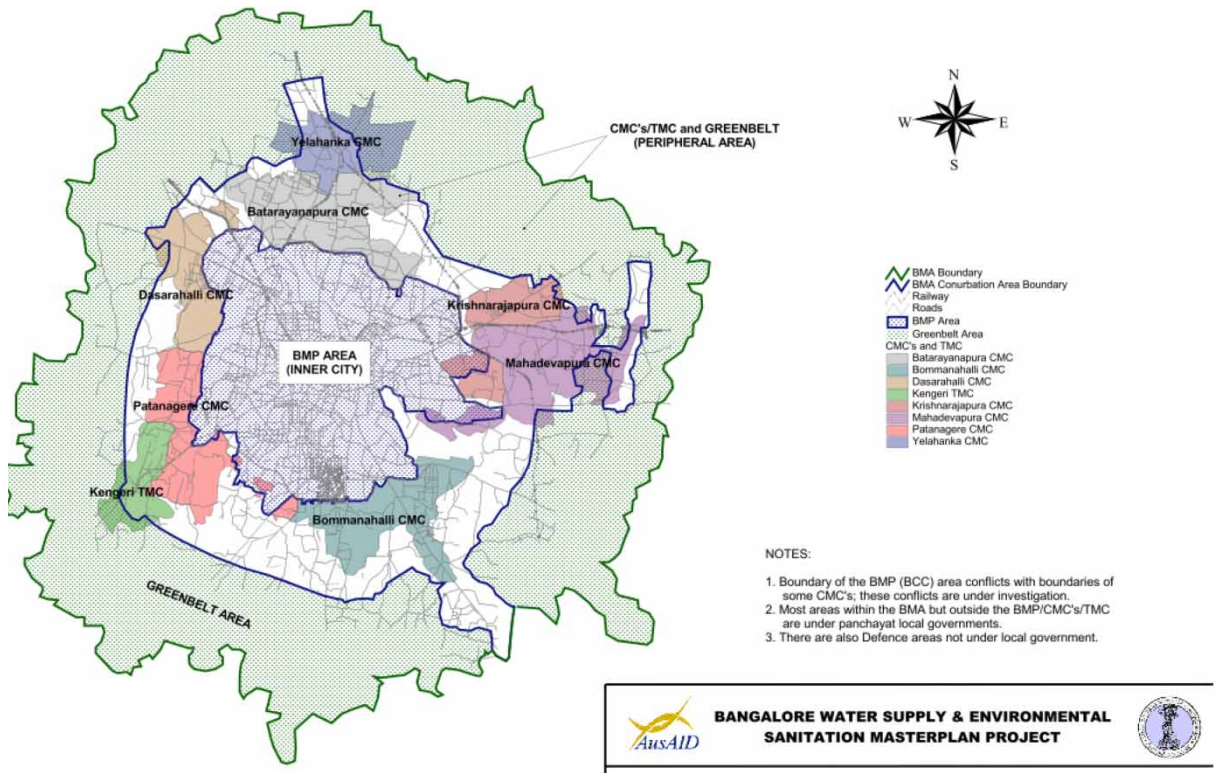 N
W
E
S
CMC's/TMC and GREENBELT
(PERIPHERAL AREA)
Yelahanka CMC
Batarayanapura CMC
Dasarahalli CMC
Krishnarajapura CMC
BMP AREA
(INNER CITY)
Mahadevapura CMC
Patanagere CMC
Kengeri TMC
Bommanahalli CMC
GREENBELT AREA
BMA Boundary
BMA Conurbation Area Boundary
Railway
Roads
BMP Area
Greenbelt Area
CMC's and TMC
Batarayanapura CMC
Bommanahalli CMC
Dasarahalli CMC
Kengeri TMC
Krishnarajapura CMC
Mahadevapura CMC
Patanagere CMC
Yelahanka CMC
NOTES:
1. Boundary of the BMP (BCC) area conflicts with boundaries of
some CMC's; these conflicts are under investigation.
2. Most areas within the BMA but outside the BMP/CMC's/TMC
are under panchayat local governments.
3. There are also Defence areas not under local government.
AusAID
BANGALORE WATER SUPPLY & ENVIRONMENTAL
SANITATION MASTERPLAN PROJECT